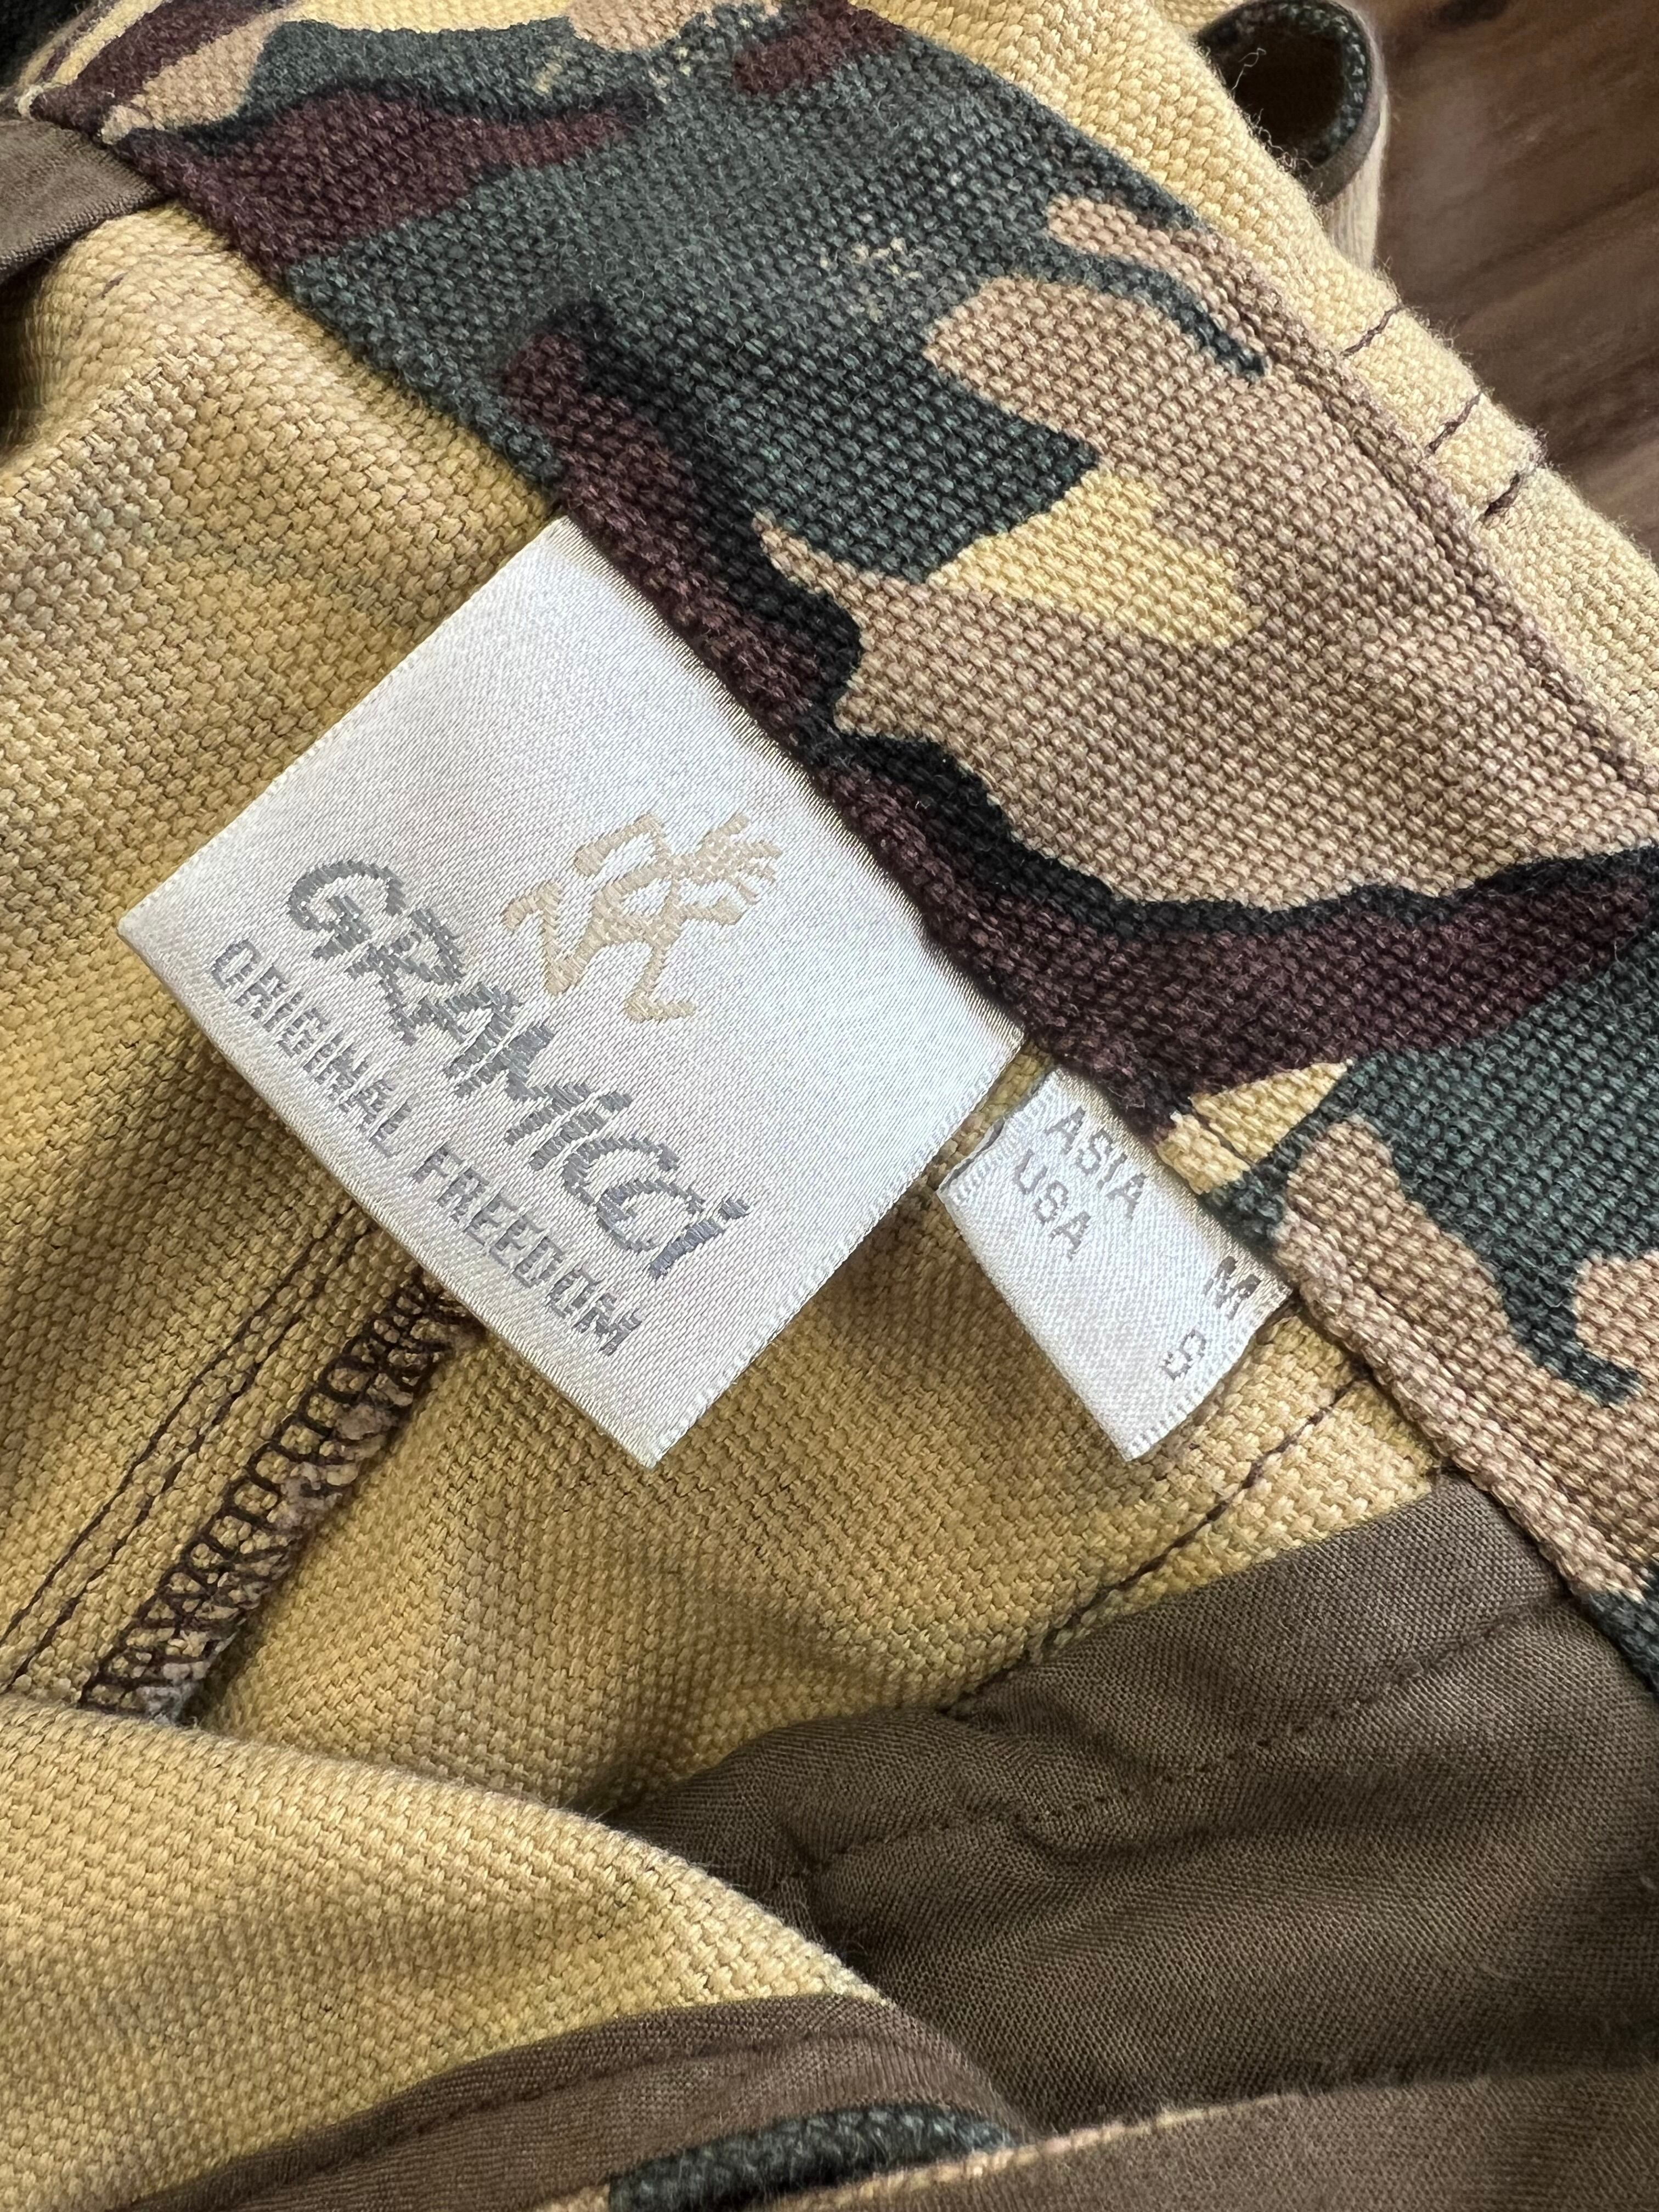 GRAMICCI
ORIGINAL FREEDOM
ASIA M
USA S